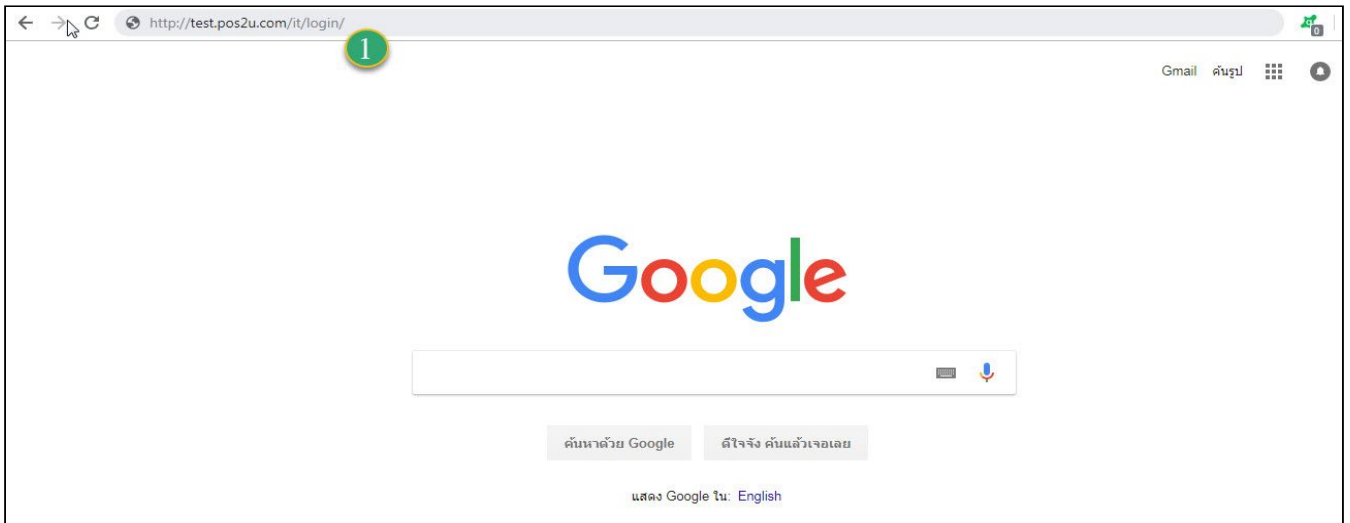 http://test.pos2u.com/it/login/
0
1
Gmail ค้นรูป
Google
ค้นหาด้วย Google ดีใจจัง ค้นแล้วเจอเลย
แสดง Google ใน: English